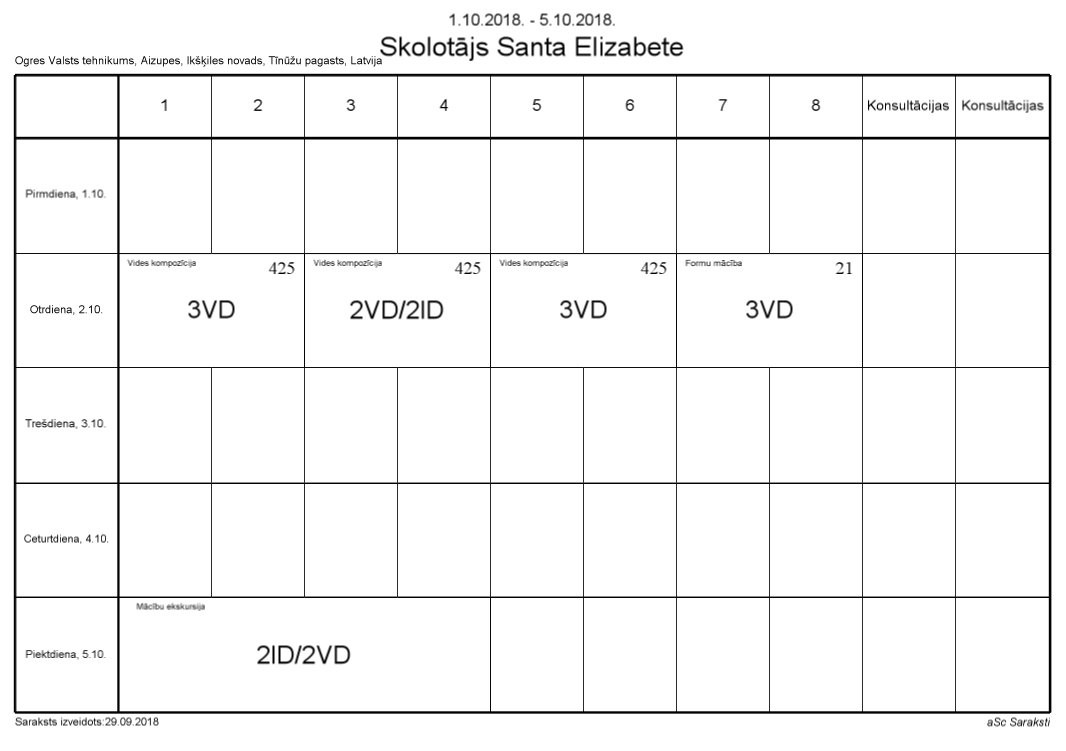 1.10.2018. - 5.10.2018.
Skolotājs Santa Elizabete
Ogres Valsts tehnikums, Aizupes, Ikšķiles novads, Tīnūžu pagasts, Latvija
1 2 3 4 5 6 7 8 Konsultācijas Konsultācijas
Pirmdiena, 1.10.
Vides kompozīcija 425 Vides kompozīcija 425 Vides kompozīcija 425 Formu mācība 21
Otrdiena, 2.10. 3VD 2VD/2ID 3VD 3VD
Trešdiena, 3.10.
Ceturtdiena, 4.10.
Mācību ekskursija
Piektdiena, 5.10. 2ID/2VD
Saraksts izveidots:29.09.2018 aSc Saraksti